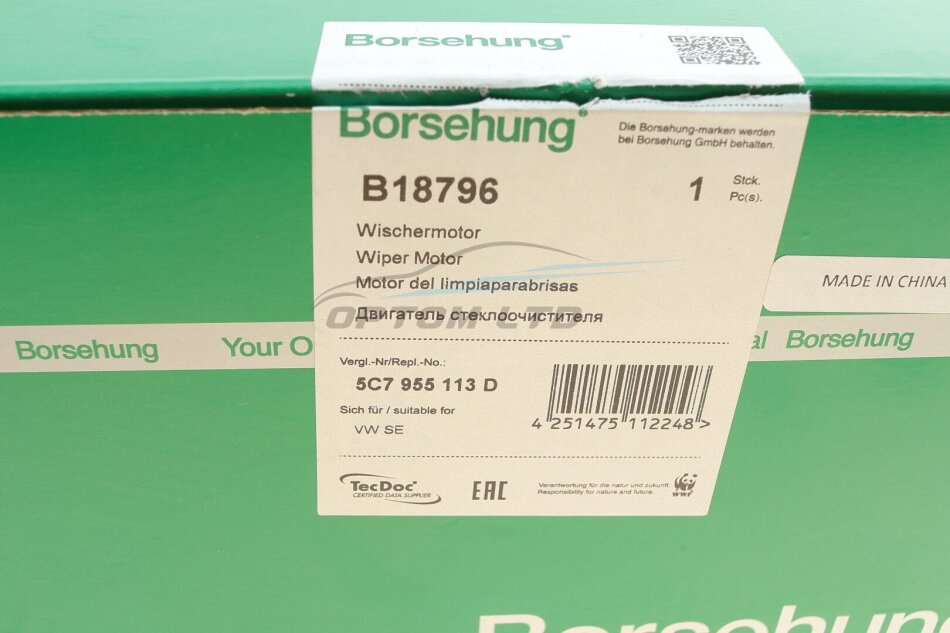 Borsehung®
Borsehung®
Die Borsehung-marken werden
bei Borsehung GmbH behalten.
B18796
1 Stck.
Pc(s).
Wischermotor
Wiper Motor
Motor del limpiaparabrisas
Двигатель стеклоочистителя
OPTOM LTD
MADE IN CHINA
Borsehung
Your O
al
Borsehung
Vergl.-Nr/Repl.-No.:
5C7 955 113 D
Sich für / suitable for
VW SE
4 251475 112248 >
TecDoc®
CERTIFIED DATA SUPPLIER
EAC
Verantwortung für die natur und zukunft.
Responsibility for nature and future.
WWF
Borsehung